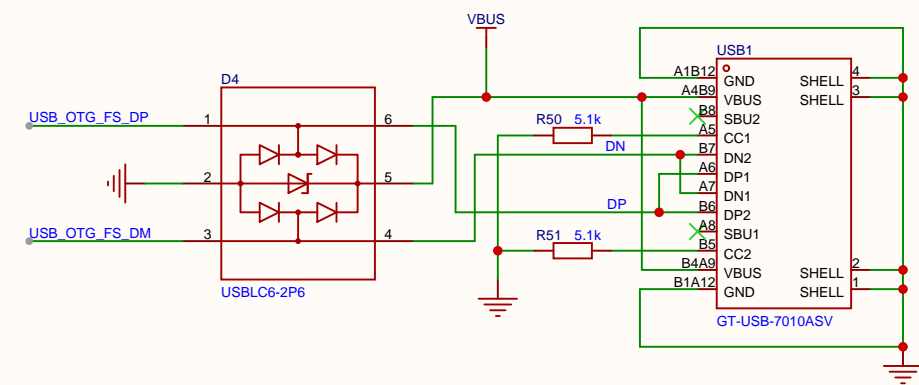 VBUS
USB1
D4
A1B12 GND SHELL 4
A4B9 VBUS SHELL 3
B8 SBU2
USB_OTG_FS_DP 1 6
R50 5.1k A5 CC1
DN B7 DN2
A6 DP1
2 5
A7 DN1
DP B6 DP2
A8 SBU1
USB_OTG_FS_DM 3 4
R51 5.1k B5 CC2
B4A9 VBUS SHELL 2
B1A12 GND SHELL 1
USBLC6-2P6
GT-USB-7010ASV